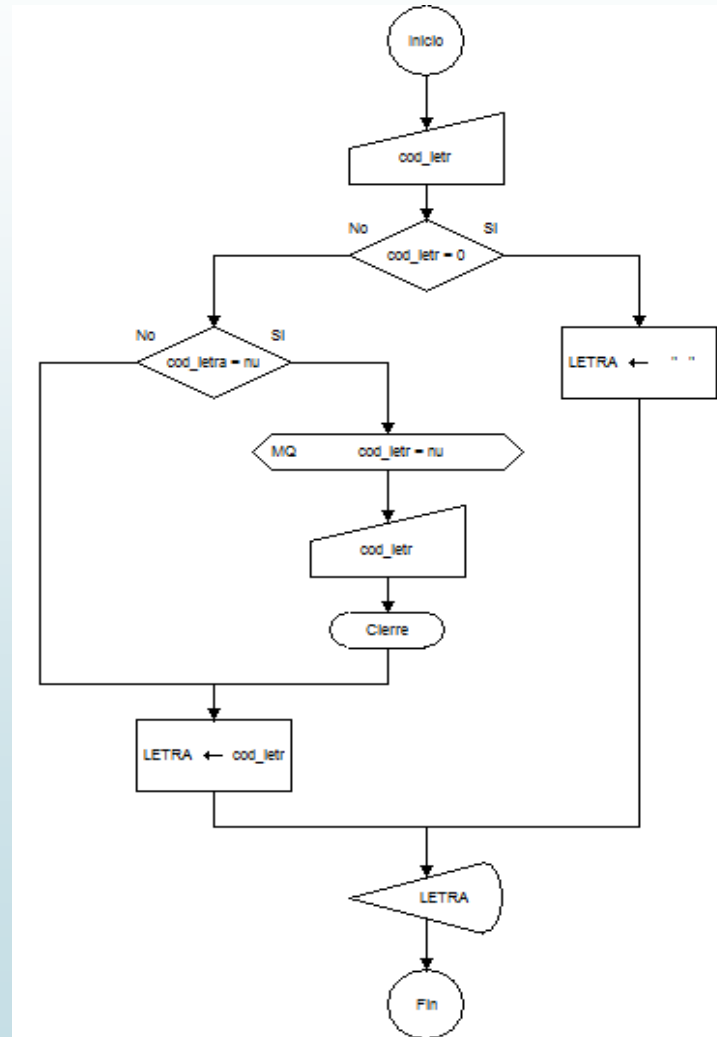 Inicio
cod_letr
No
SI
cod_letr = 0
No
SI
cod_letra = nu
LETRA ← " "
MQ cod_letr = nu
cod_letr
Cierre
LETRA ← cod_letr
LETRA
Fin